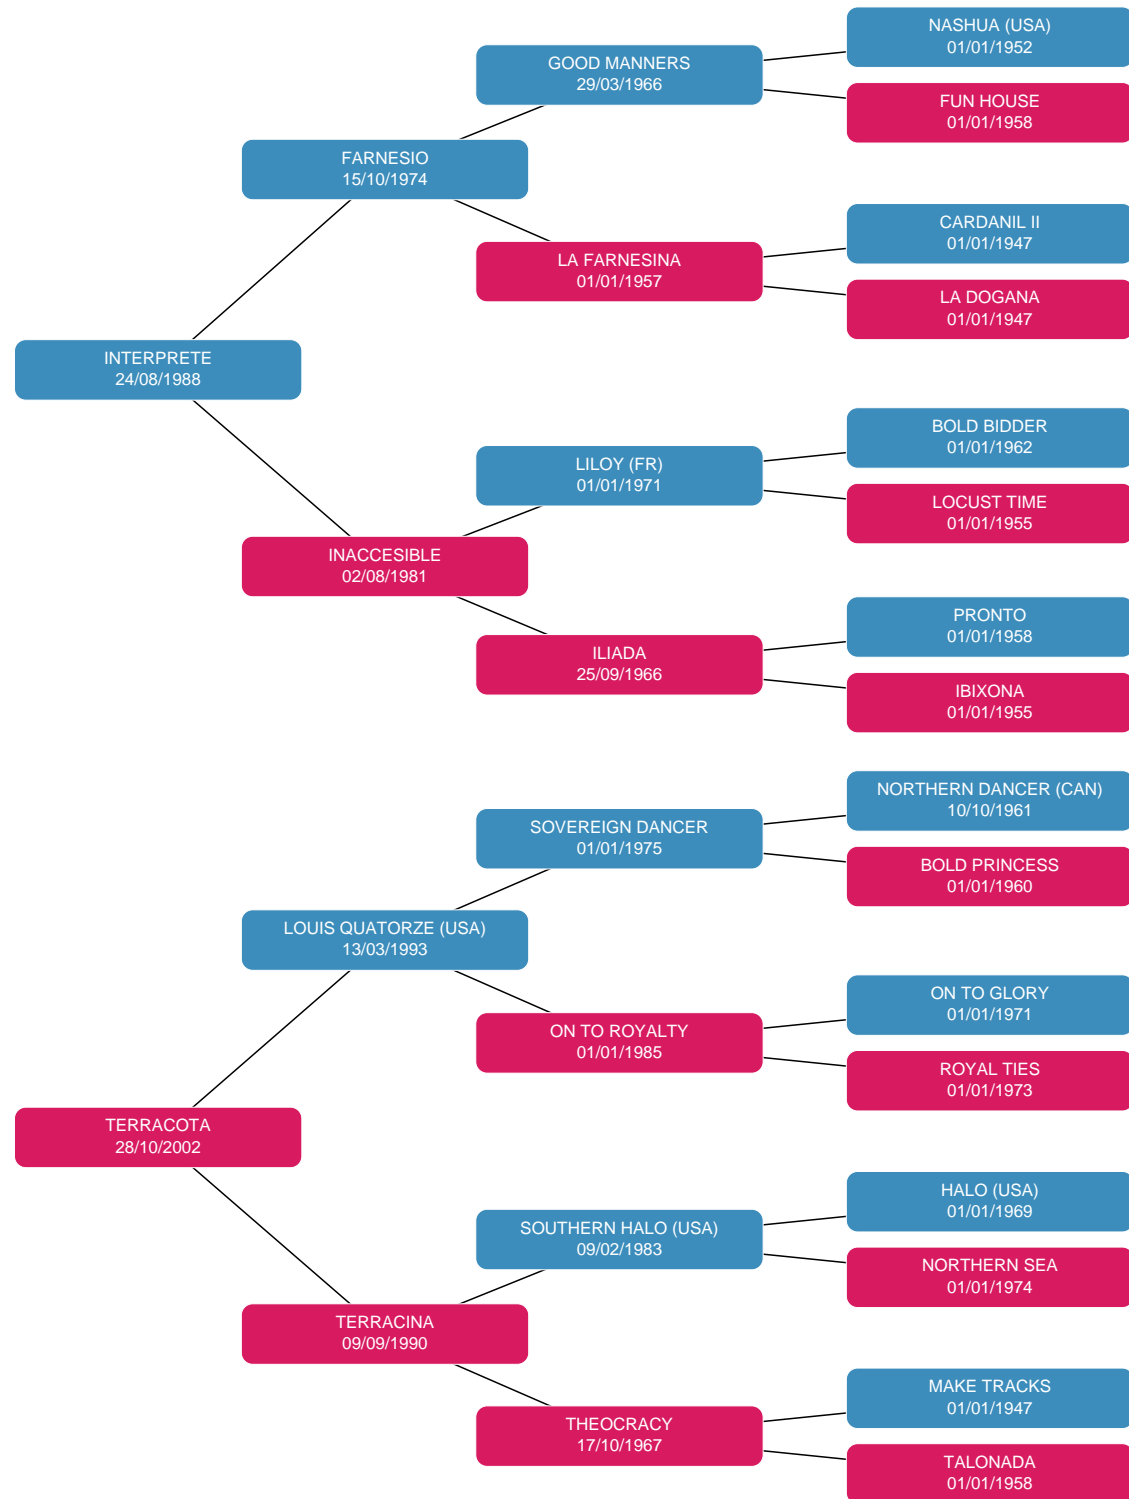 NASHUA (USA)
01/01/1952
GOOD MANNERS
29/03/1966
FUN HOUSE
01/01/1958
FARNESIO
15/10/1974
CARDANIL II
01/01/1947
LA FARNESINA
01/01/1957
LA DOGANA
01/01/1947
INTERPRETE
24/08/1988
BOLD BIDDER
01/01/1962
LILOY (FR)
01/01/1971
LOCUST TIME
01/01/1955
INACCESIBLE
02/08/1981
PRONTO
01/01/1958
ILIADA
25/09/1966
IBIXONA
01/01/1955
NORTHERN DANCER (CAN)
10/10/1961
SOVEREIGN DANCER
01/01/1975
BOLD PRINCESS
01/01/1960
LOUIS QUATORZE (USA)
13/03/1993
ON TO GLORY
01/01/1971
ON TO ROYALTY
01/01/1985
ROYAL TIES
01/01/1973
TERRACOTA
28/10/2002
HALO (USA)
01/01/1969
SOUTHERN HALO (USA)
09/02/1983
NORTHERN SEA
01/01/1974
TERRACINA
09/09/1990
MAKE TRACKS
01/01/1947
THEOCRACY
17/10/1967
TALONADA
01/01/1958